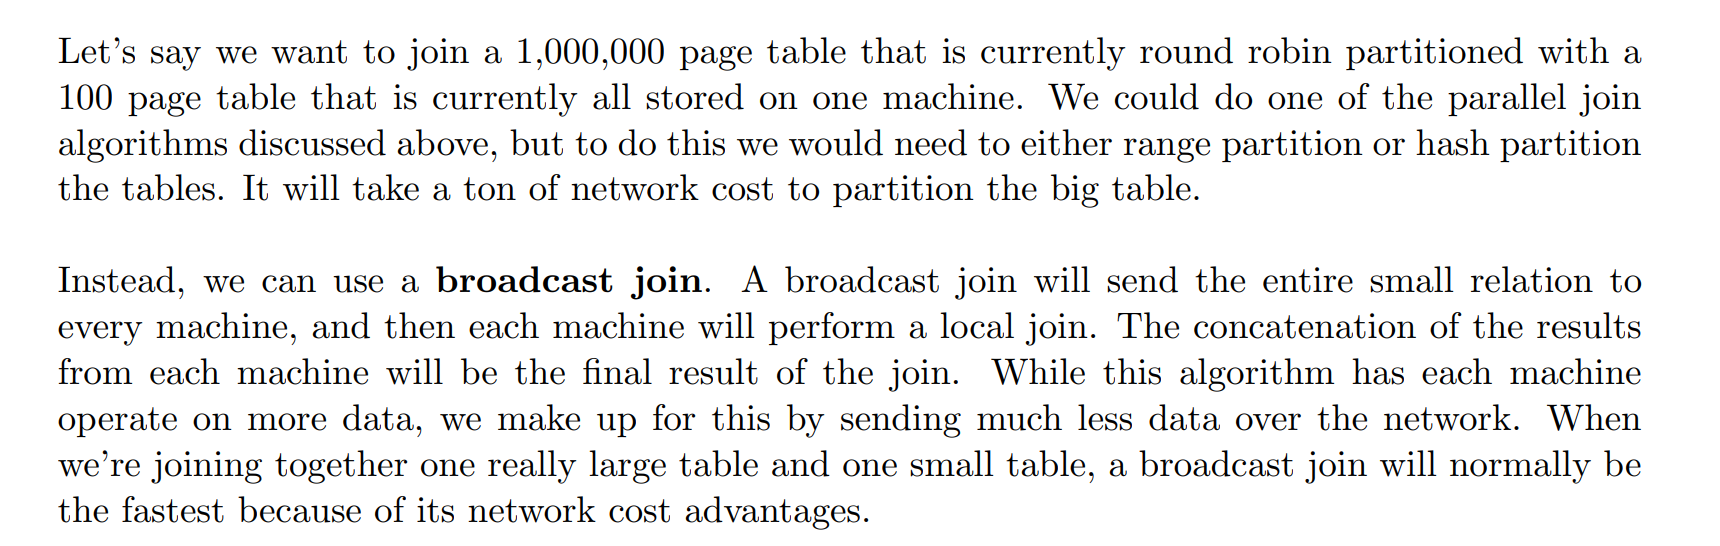 Let’s say we want to join a 1,000,000 page table that is currently round robin partitioned with a
100 page table that is currently all stored on one machine. We could do one of the parallel join
algorithms discussed above, but to do this we would need to either range partition or hash partition
the tables. It will take a ton of network cost to partition the big table.
Instead, we can use a broadcast join. A broadcast join will send the entire small relation to
every machine, and then each machine will perform a local join. The concatenation of the results
from each machine will be the final result of the join. While this algorithm has each machine
operate on more data, we make up for this by sending much less data over the network. When
we’re joining together one really large table and one small table, a broadcast join will normally be
the fastest because of its network cost advantages.